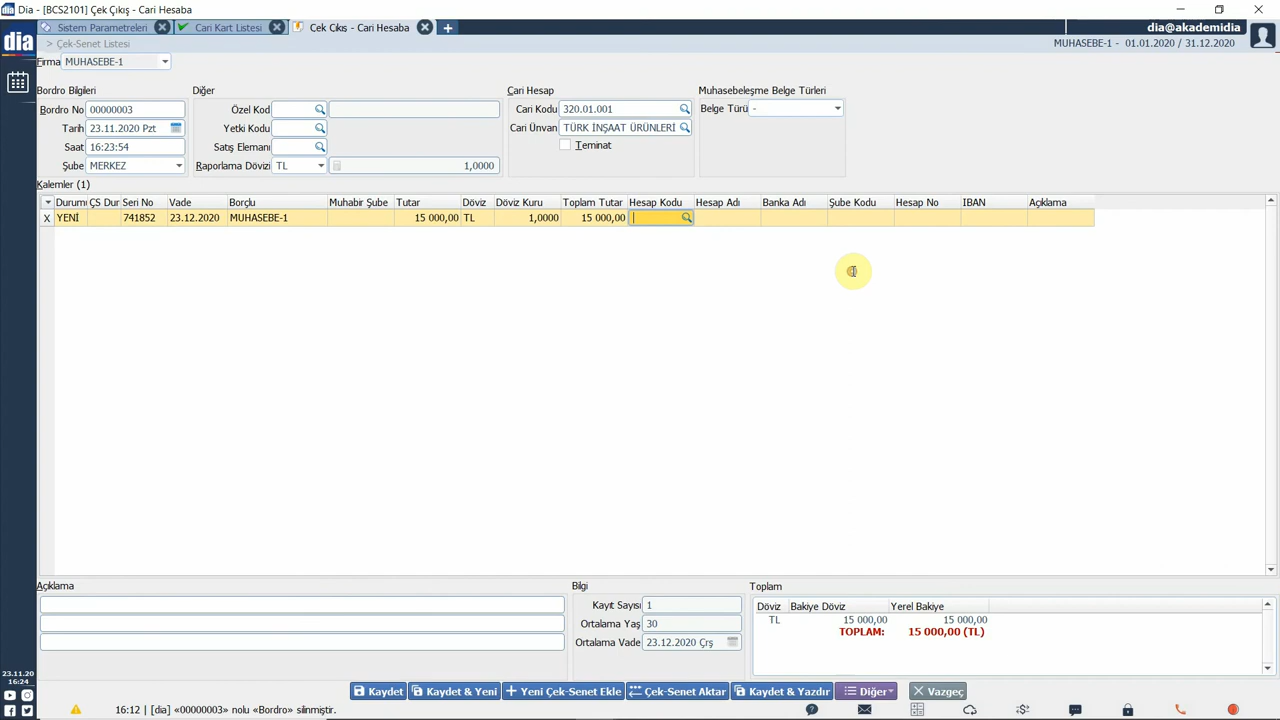 Dia - [BCS2101] Çek Çıkış - Cari Hesaba
Sistem Parametreleri
Cari Kart Listesi
Çek Çıkış - Cari Hesaba
dia@akademidia
dia
> Çek-Senet Listesi
MUHASEBE-1 - 01.01.2020 / 31.12.2020
Firma MUHASEBE-1
Bordro Bilgileri
Diğer
Cari Hesap
Muhasebeleşme Belge Türleri
Bordro No 00000003
Özel Kod
Cari Kodu 320.01.001
Belge Türü -
Tarih 23.11.2020 Pzt
Yetki Kodu
Cari Ünvan TÜRK İNŞAAT ÜRÜNLERİ
Saat 16:23:54
Satış Elemanı
Teminat
Şube MERKEZ
Raporlama Dövizi TL 1,0000
Kalemler (1)
Durumu ÇS Dur Seri No Vade Borçlu Muhabir Şube Tutar Döviz Döviz Kuru Toplam Tutar Hesap Kodu Hesap Adı Banka Adı Şube Kodu Hesap No IBAN Açıklama
X YENİ 741852 23.12.2020 MUHASEBE-1 15 000,00 TL 1,0000 15 000,00
Açıklama
Bilgi
Toplam
Kayıt Sayısı 1
Ortalama Yaş 30
Ortalama Vade 23.12.2020 Çrş
Döviz Bakiye Döviz Yerel Bakiye
TL 15 000,00 15 000,00
TOPLAM: 15 000,00 (TL)
23.11.20
16:24
Kaydet
Kaydet & Yeni
Yeni Çek-Senet Ekle
Çek-Senet Aktar
Kaydet & Yazdır
Diğer
Vazgeç
16:12 | [dia] «00000003» nolu «Bordro» silinmiştir.